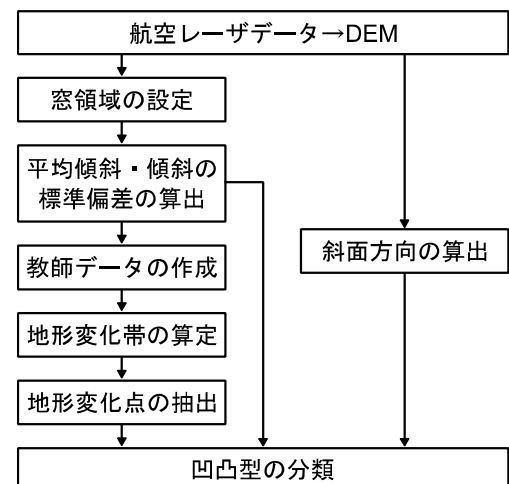 航空レーザデータ→DEM
窓領域の設定
平均傾斜・傾斜の
標準偏差の算出
斜面方向の算出
教師データの作成
地形変化帯の算定
地形変化点の抽出
凹凸型の分類